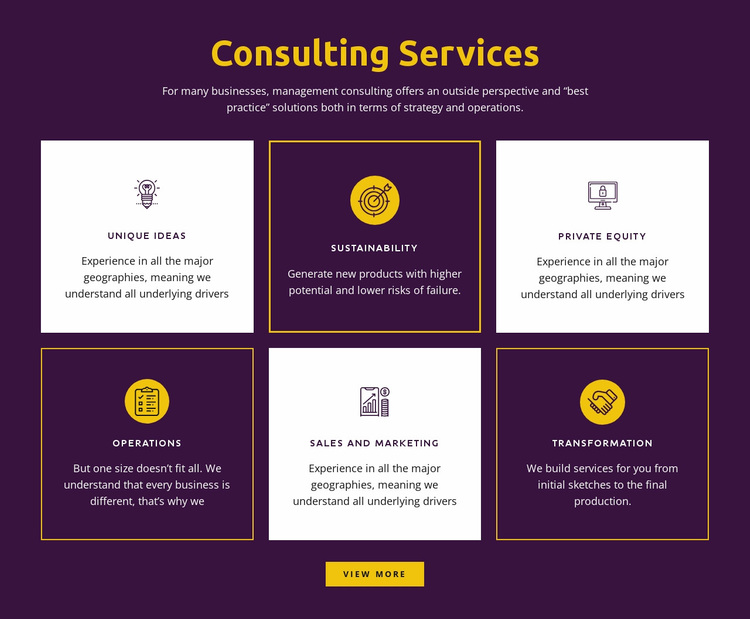 Consulting Services
For many businesses, management consulting offers an outside perspective and “best
practice” solutions both in terms of strategy and operations.
UNIQUE IDEAS
Experience in all the major
geographies, meaning we
understand all underlying drivers
SUSTAINABILITY
Generate new products with higher
potential and lower risks of failure.
PRIVATE EQUITY
Experience in all the major
geographies, meaning we
understand all underlying drivers
OPERATIONS
But one size doesn’t fit all. We
understand that every business is
different, that’s why we
SALES AND MARKETING
Experience in all the major
geographies, meaning we
understand all underlying drivers
TRANSFORMATION
We build services for you from
initial sketches to the final
production.
VIEW MORE